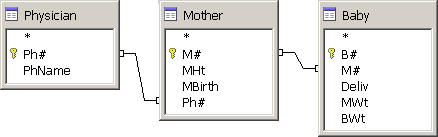 Physician
*
Ph#
PhName
Mother
*
M#
MHt
MBirth
Ph#
Baby
*
B#
M#
Deliv
MWt
BWt